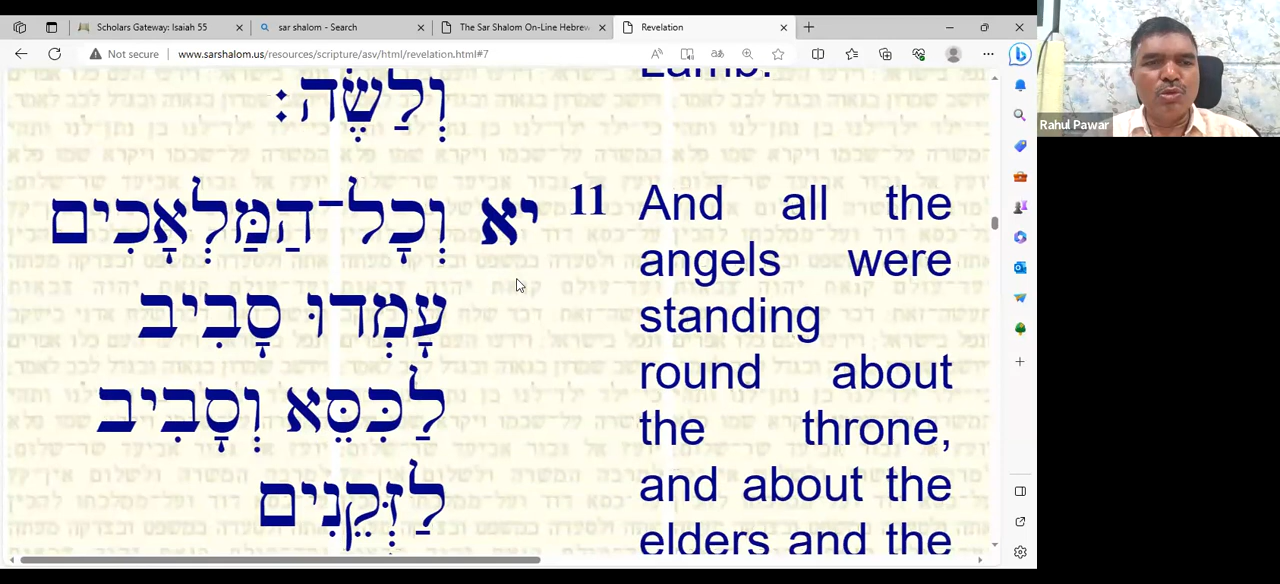 Scholars Gateway: Isaiah 55
sar shalom - Search
The Sar Shalom On-Line Hebrew
Revelation
Not secure
www.sarshalom.us/resources/scripture/asv/html/revelation.html#7
Rahul Pawar
וְלַשֶּׂה׃
Lamb.
יא וְכָל־הַמַּלְאָכִים
עָמְדוּ סָבִיב
לַכִּסֵּא וְסָבִיב
לַזְּקֵנִים
11 And all the
angels were
standing
round about
the throne,
and about the
elders and the